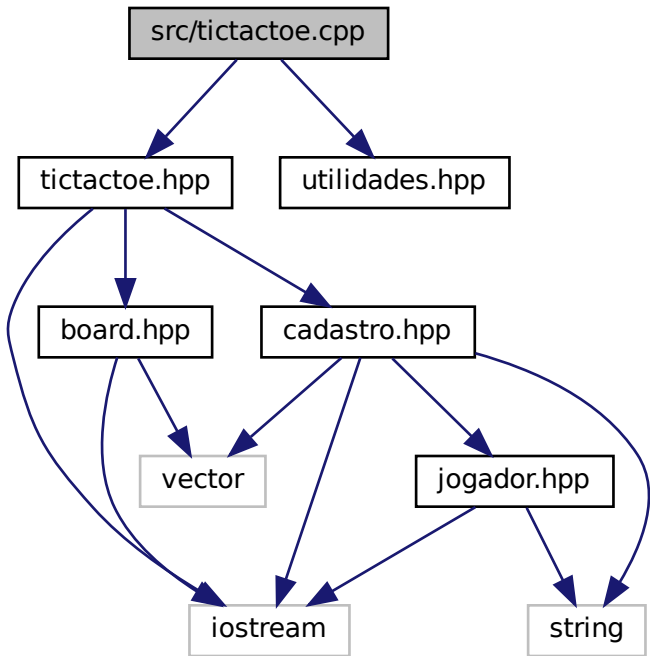 src/tictactoe.cpp
tictactoe.hpp
utilidades.hpp
board.hpp
cadastro.hpp
vector
jogador.hpp
iostream
string